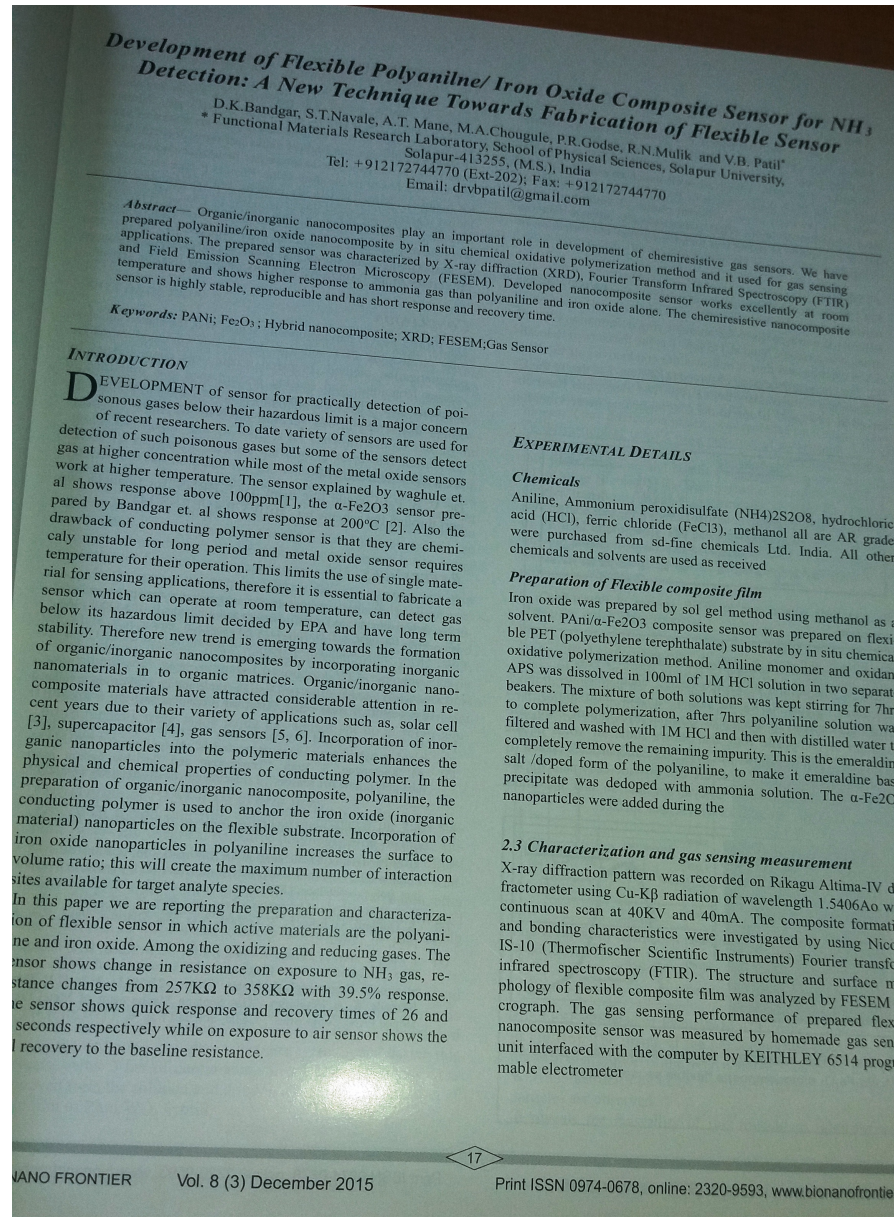 Development of Flexible Polyanilne/ Iron Oxide Composite Sensor for NH3
Detection: A New Technique Towards Fabrication of Flexible Sensor
D.K.Bandgar, S.T.Navale, A.T. Mane, M.A.Chougule, P.R.Godse, R.N.Mulik and V.B. Patil*
* Functional Materials Research Laboratory, School of Physical Sciences, Solapur University,
Solapur-413255, (M.S.), India
Tel: +912172744770 (Ext-202); Fax: +912172744770
Email: drvbpatil@gmail.com
Abstract— Organic/inorganic nanocomposites play an important role in development of chemiresistive gas sensors. We have
prepared polyaniline/iron oxide nanocomposite by in situ chemical oxidative polymerization method and it used for gas sensing
applications. The prepared sensor was characterized by X-ray diffraction (XRD), Fourier Transform Infrared Spectroscopy (FTIR)
and Field Emission Scanning Electron Microscopy (FESEM). Developed nanocomposite sensor works excellently at room
temperature and shows higher response to ammonia gas than polyaniline and iron oxide alone. The chemiresistive nanocomposite
sensor is highly stable, reproducible and has short response and recovery time.
Keywords: PANi; Fe2O3 ; Hybrid nanocomposite; XRD; FESEM;Gas Sensor
INTRODUCTION
DEVELOPMENT of sensor for practically detection of poi-
sonous gases below their hazardous limit is a major concern
of recent researchers. To date variety of sensors are used for
detection of such poisonous gases but some of the sensors detect
gas at higher concentration while most of the metal oxide sensors
work at higher temperature. The sensor explained by waghule et.
al shows response above 100ppm[1], the α-Fe2O3 sensor pre-
pared by Bandgar et. al shows response at 200ºC [2]. Also the
drawback of conducting polymer sensor is that they are chemi-
caly unstable for long period and metal oxide sensor requires
temperature for their operation. This limits the use of single mate-
rial for sensing applications, therefore it is essential to fabricate a
sensor which can operate at room temperature, can detect gas
below its hazardous limit decided by EPA and have long term
stability. Therefore new trend is emerging towards the formation
of organic/inorganic nanocomposites by incorporating inorganic
nanomaterials in to organic matrices. Organic/inorganic nano-
composite materials have attracted considerable attention in re-
cent years due to their variety of applications such as, solar cell
[3], supercapacitor [4], gas sensors [5, 6]. Incorporation of inor-
ganic nanoparticles into the polymeric materials enhances the
physical and chemical properties of conducting polymer. In the
preparation of organic/inorganic nanocomposite, polyaniline, the
conducting polymer is used to anchor the iron oxide (inorganic
material) nanoparticles on the flexible substrate. Incorporation of
iron oxide nanoparticles in polyaniline increases the surface to
volume ratio; this will create the maximum number of interaction
sites available for target analyte species.
In this paper we are reporting the preparation and characteriza-
ion of flexible sensor in which active materials are the polyani-
ne and iron oxide. Among the oxidizing and reducing gases. The
ensor shows change in resistance on exposure to NH3 gas, re-
stance changes from 257KΩ to 358KΩ with 39.5% response.
e sensor shows quick response and recovery times of 26 and
seconds respectively while on exposure to air sensor shows the
l recovery to the baseline resistance.
EXPERIMENTAL DETAILS
Chemicals
Aniline, Ammonium peroxidisulfate (NH4)2S2O8, hydrochloric
acid (HCl), ferric chloride (FeCl3), methanol all are AR grade
were purchased from sd-fine chemicals Ltd. India. All other
chemicals and solvents are used as received
Preparation of Flexible composite film
Iron oxide was prepared by sol gel method using methanol as a
solvent. PAni/α-Fe2O3 composite sensor was prepared on flexi-
ble PET (polyethylene terephthalate) substrate by in situ chemica
oxidative polymerization method. Aniline monomer and oxidan
APS was dissolved in 100ml of 1M HCl solution in two separat
beakers. The mixture of both solutions was kept stirring for 7hr
to complete polymerization, after 7hrs polyaniline solution wa
filtered and washed with 1M HCl and then with distilled water t
completely remove the remaining impurity. This is the emeraldin
salt /doped form of the polyaniline, to make it emeraldine bas
precipitate was dedoped with ammonia solution. The α-Fe2O
nanoparticles were added during the
2.3 Characterization and gas sensing measurement
X-ray diffraction pattern was recorded on Rikagu Altima-IV d
fractometer using Cu-Kβ radiation of wavelength 1.5406Ao w
continuous scan at 40KV and 40mA. The composite formati
and bonding characteristics were investigated by using Nico
IS-10 (Thermofischer Scientific Instruments) Fourier transfo
infrared spectroscopy (FTIR). The structure and surface m
phology of flexible composite film was analyzed by FESEM
crograph. The gas sensing performance of prepared flex
nanocomposite sensor was measured by homemade gas sen
unit interfaced with the computer by KEITHLEY 6514 progr
mable electrometer
17
NANO FRONTIER Vol. 8 (3) December 2015 Print ISSN 0974-0678, online: 2320-9593, www.bionanofrontie